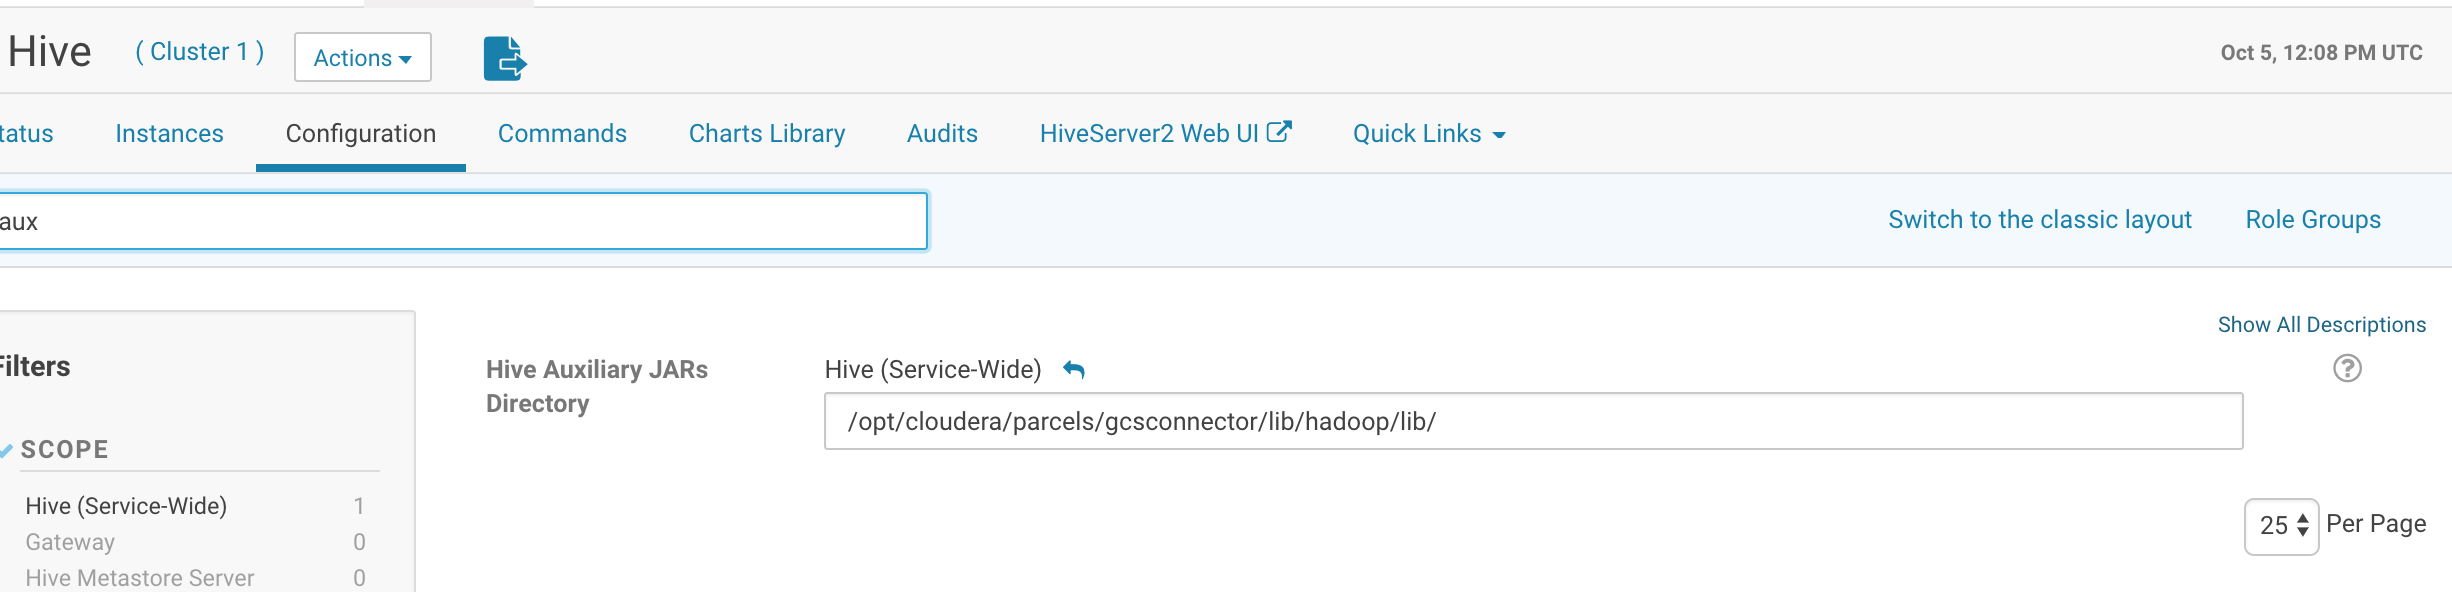 Hive ( Cluster 1 ) Actions Oct 5, 12:08 PM UTC
tatus Instances Configuration Commands Charts Library Audits HiveServer2 Web UI Quick Links
aux Switch to the classic layout Role Groups
Show All Descriptions
Filters
Hive Auxiliary JARs Directory
Hive (Service-Wide)
/opt/cloudera/parcels/gcsconnector/lib/hadoop/lib/
SCOPE
Hive (Service-Wide) 1
Gateway 0
Hive Metastore Server 0
25 Per Page